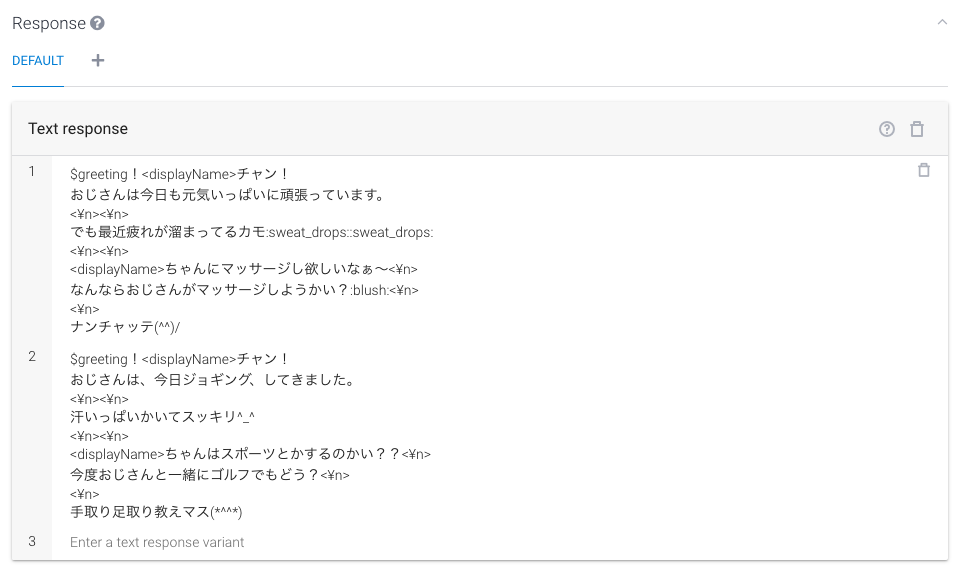 Response
DEFAULT
Text response
1
$greeting！<displayName>チャン！
おじさんは今日も元気いっぱいに頑張っています。
<¥n><¥n>
でも最近疲れが溜まってるカモ:sweat_drops::sweat_drops:
<¥n><¥n>
<displayName>ちゃんにマッサージし欲しいなぁ〜<¥n>
なんならおじさんがマッサージしようかい？:blush:<¥n>
<¥n>
ナンチャッテ(^^)/
2
$greeting！<displayName>チャン！
おじさんは、今日ジョギング、してきました。
<¥n><¥n>
汗いっぱいかいてスッキリ^_^
<¥n><¥n>
<displayName>ちゃんはスポーツとかするのかい？？<¥n>
今度おじさんと一緒にゴルフでもどう？<¥n>
<¥n>
手取り足取り教えマス(*^^*)
3
Enter a text response variant